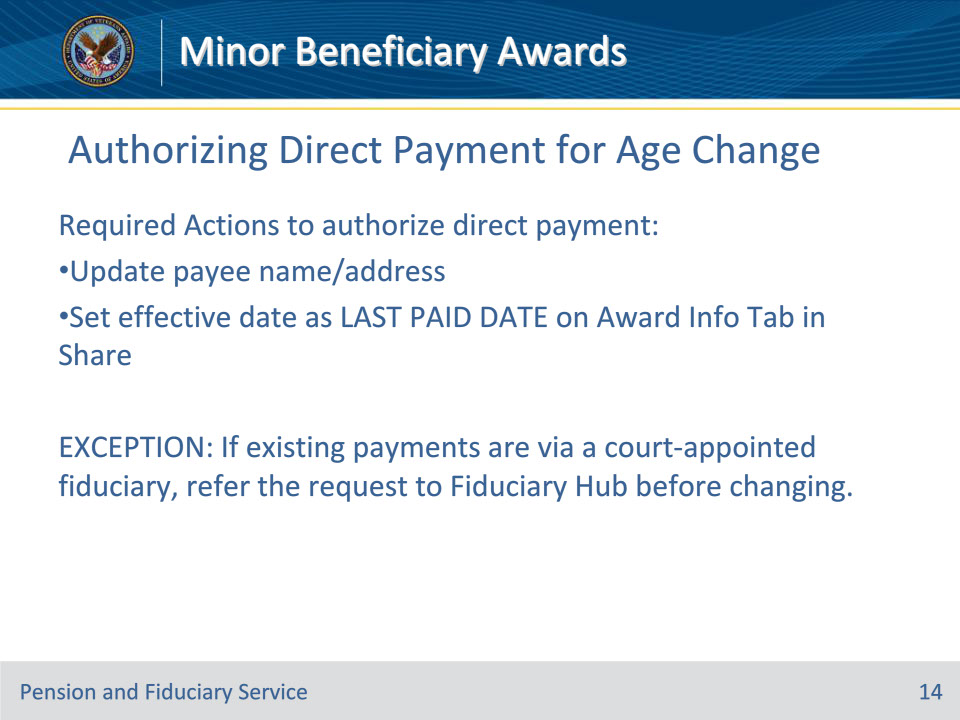 Minor Beneficiary Awards
Authorizing Direct Payment for Age Change
Required Actions to authorize direct payment:
•Update payee name/address
•Set effective date as LAST PAID DATE on Award Info Tab in
Share
EXCEPTION: If existing payments are via a court-appointed
fiduciary, refer the request to Fiduciary Hub before changing.
Pension and Fiduciary Service
14